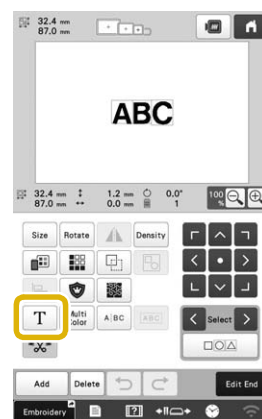 32.4 mm
87.0 mm
ABC
32.4 mm 1.2 mm 0.0°
87.0 mm 0.0 mm 1
100 %
Size Rotate Density
T Multi Color A BC ABC
Select
Add Delete Edit End
Embroidery ?